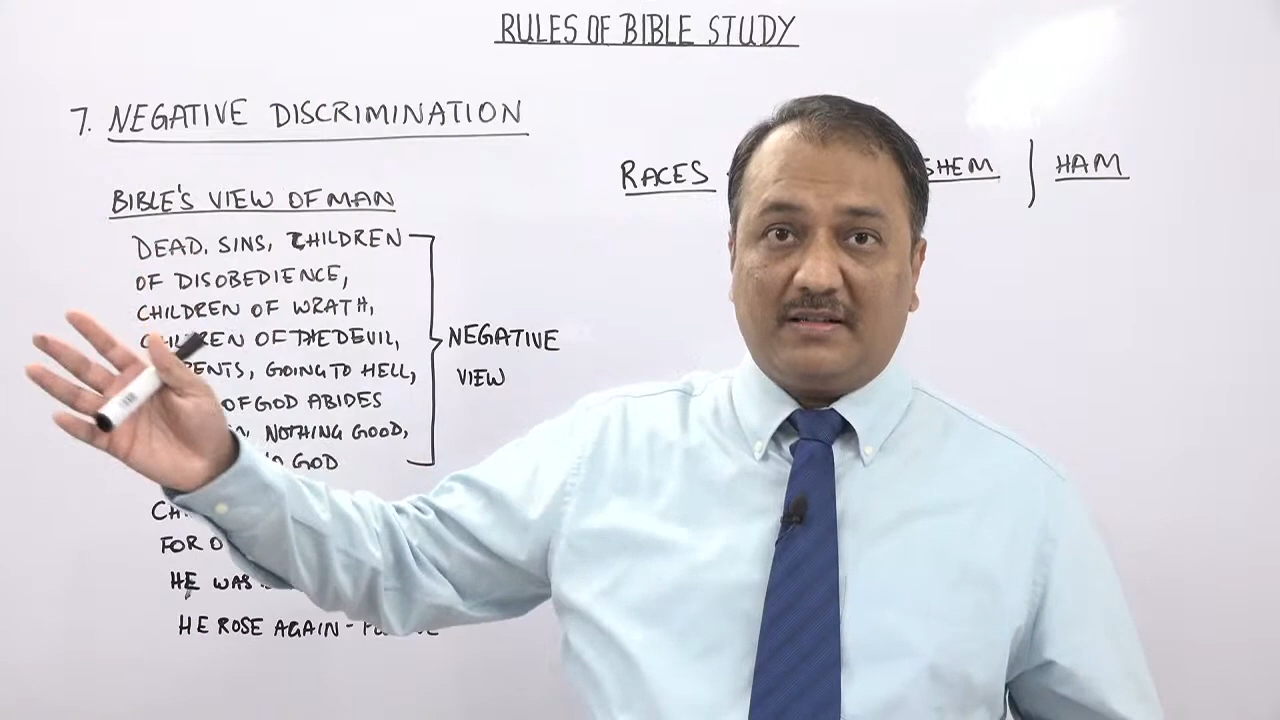 RULES OF BIBLE STUDY
7. NEGATIVE DISCRIMINATION
BIBLE'S VIEW OF MAN
DEAD, SINS, CHILDREN
OF DISOBEDIENCE,
CHILDREN OF WRATH,
OF THE DEVIL,
GOING TO HELL,
OF GOD ABIDES
NOTHING GOOD,
GOD
NEGATIVE
VIEW
FOR
HE WAS
HE ROSE AGAIN -
RACES
SHEM | HAM